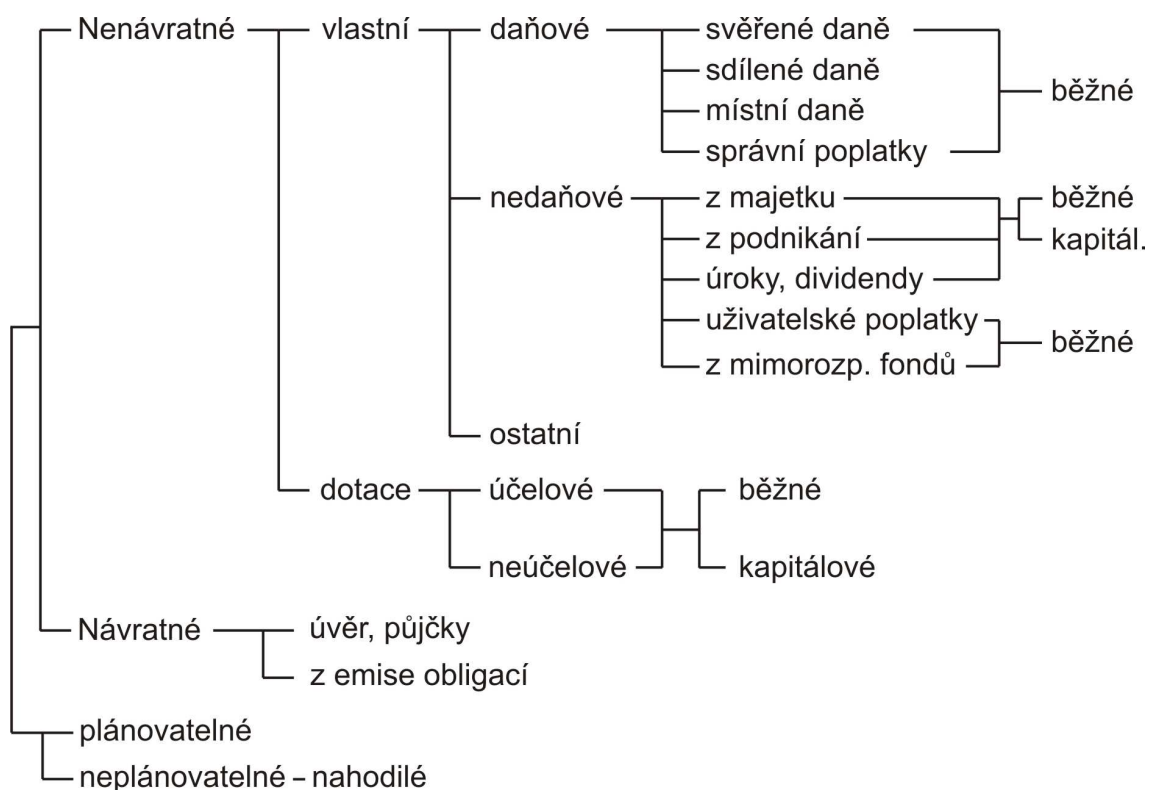 Nenávratné vlastní daňové svěřené daně
sdílené daně
běžné
místní daně
správní poplatky
nedaňové z majetku běžné
z podnikání kapitál.
úroky, dividendy
uživatelské poplatky
běžné
z mimorozp. fondů
ostatní
dotace účelové běžné
neúčelové kapitálové
Návratné úvěr, půjčky
z emise obligací
plánovatelné
neplánovatelné – nahodilé